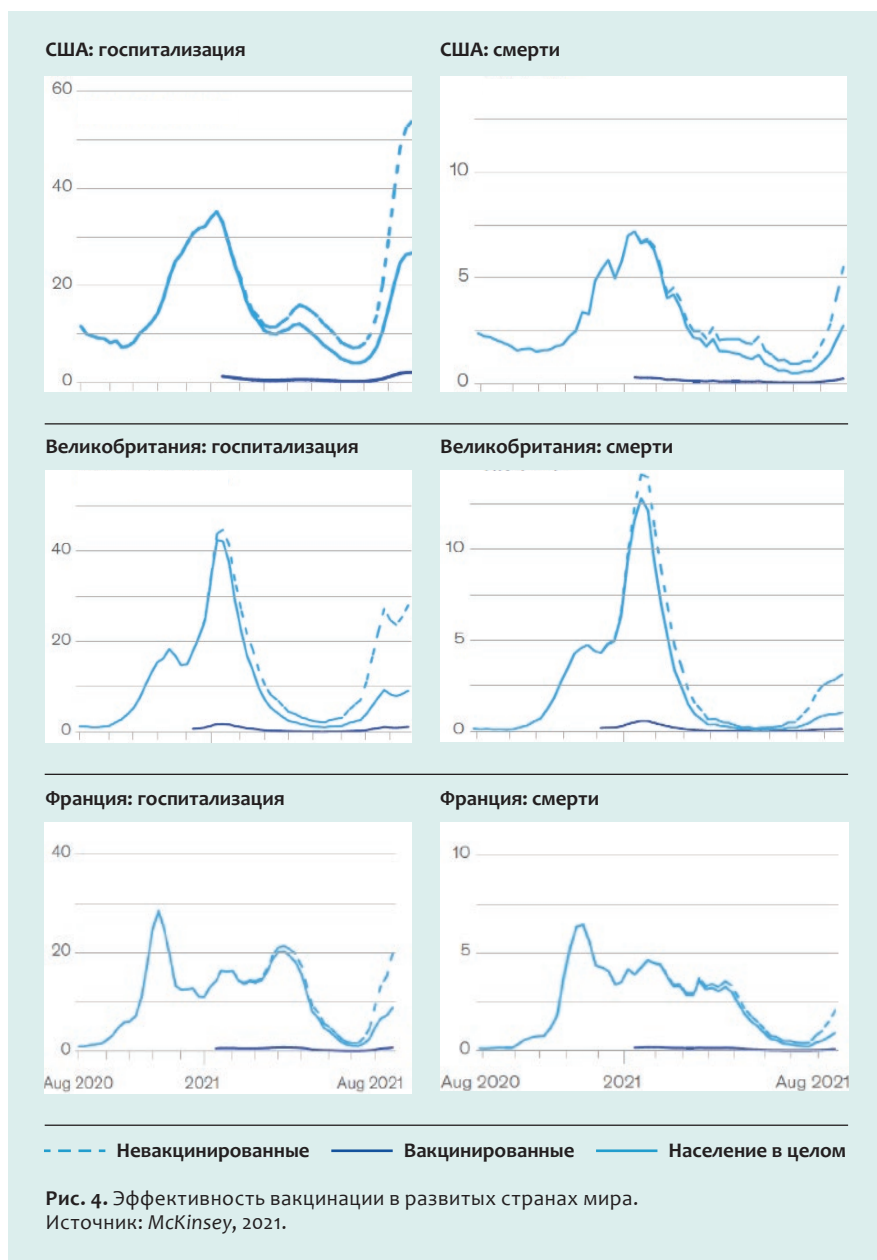 США: госпитализация
60
40
20
0
США: смерти
10
5
0
Великобритания: госпитализация
40
20
0
Великобритания: смерти
10
5
0
Франция: госпитализация
40
20
0
Aug 2020 2021 Aug 2021
Франция: смерти
10
5
0
Aug 2020 2021 Aug 2021
Невакцинированные Вакцинированные Население в целом
Рис. 4. Эффективность вакцинации в развитых странах мира.
Источник: McKinsey, 2021.